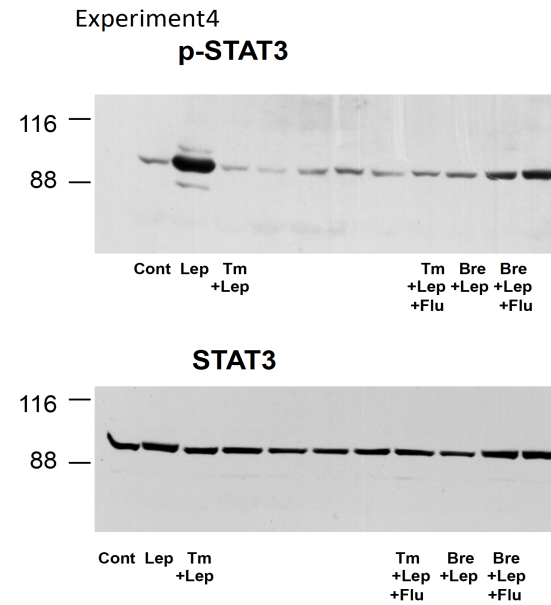 Experiment4
p-STAT3
116
88
Cont Lep Tm Tm Bre Bre
+Lep +Lep +Lep +Lep
+Flu +Flu
STAT3
116
88
Cont Lep Tm Tm Bre Bre
+Lep +Lep +Lep +Lep
+Flu +Flu